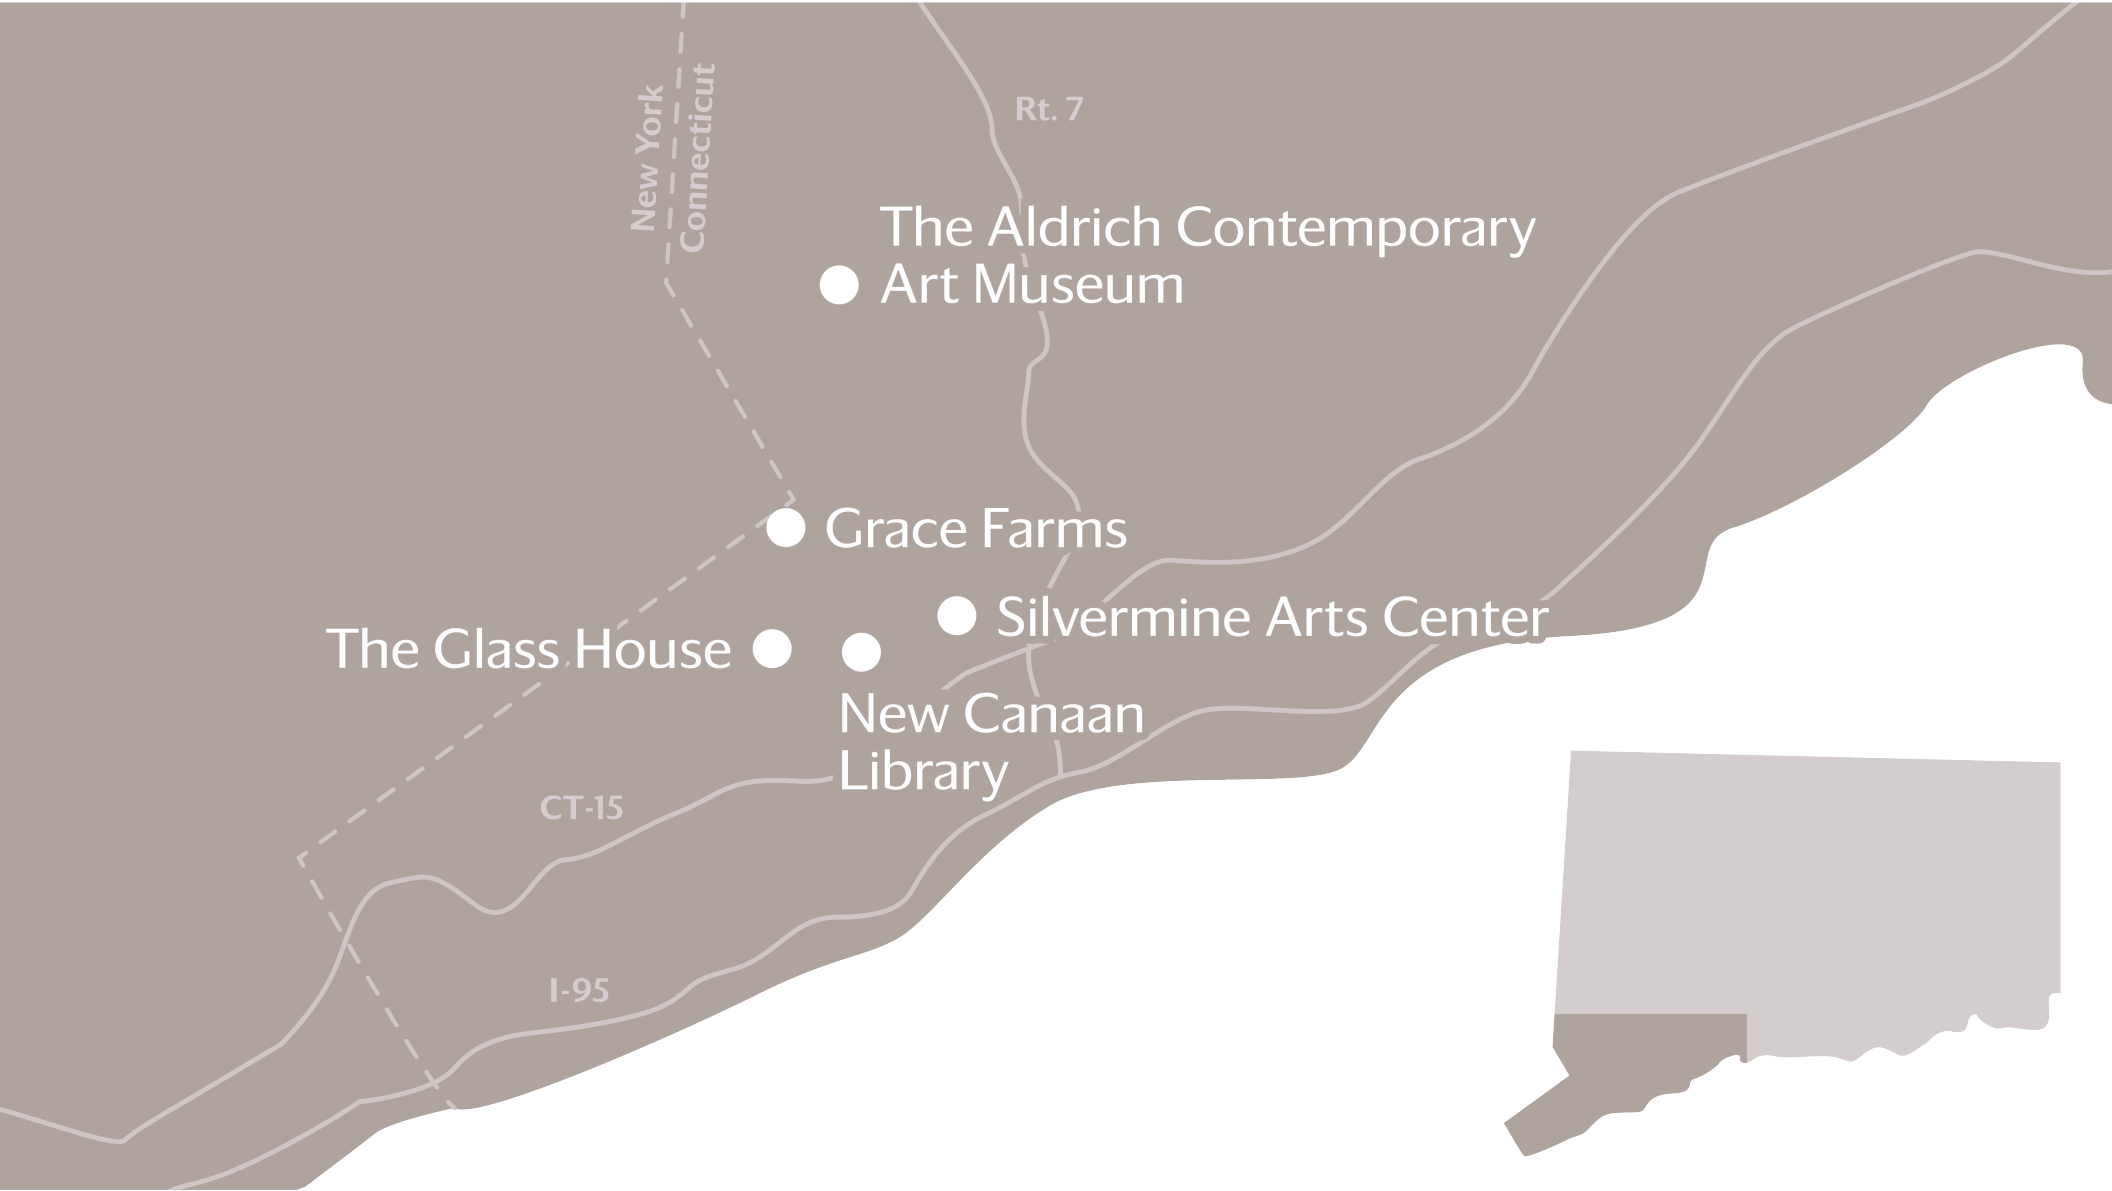 New York
Connecticut
Rt. 7
The Aldrich Contemporary
Art Museum
Grace Farms
Silvermine Arts Center
The Glass House
New Canaan
Library
CT-15
I-95